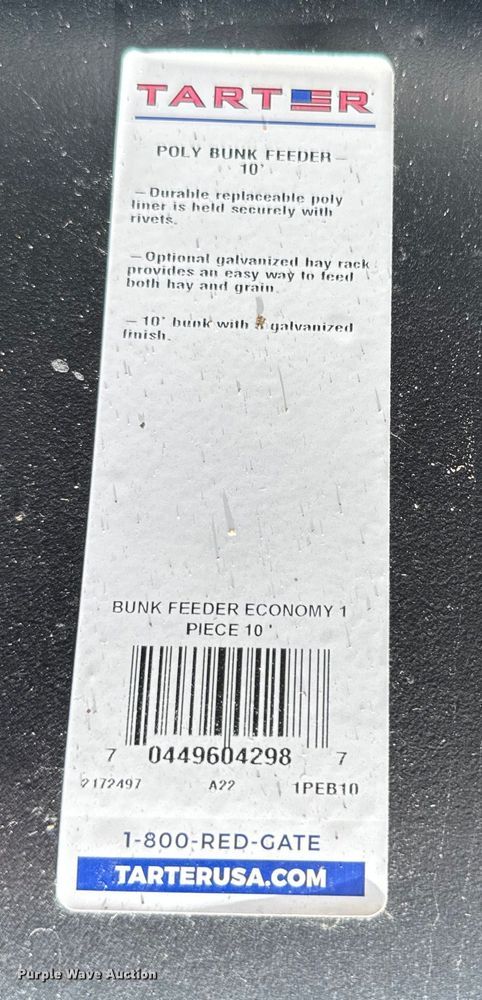 TARTER
POLY BUNK FEEDER –
10'
– Durable replaceable poly
liner is held securely with
rivets.
– Optional galvanized hay rack
provides an easy way to feed
both hay and grain.
– 10' bunk with a galvanized
finish.
BUNK FEEDER ECONOMY 1
PIECE 10 '
7 0449604298 7
2172497 A22 1PEB10
1-800-RED-GATE
TARTERUSA.COM
Purple Wave Auction